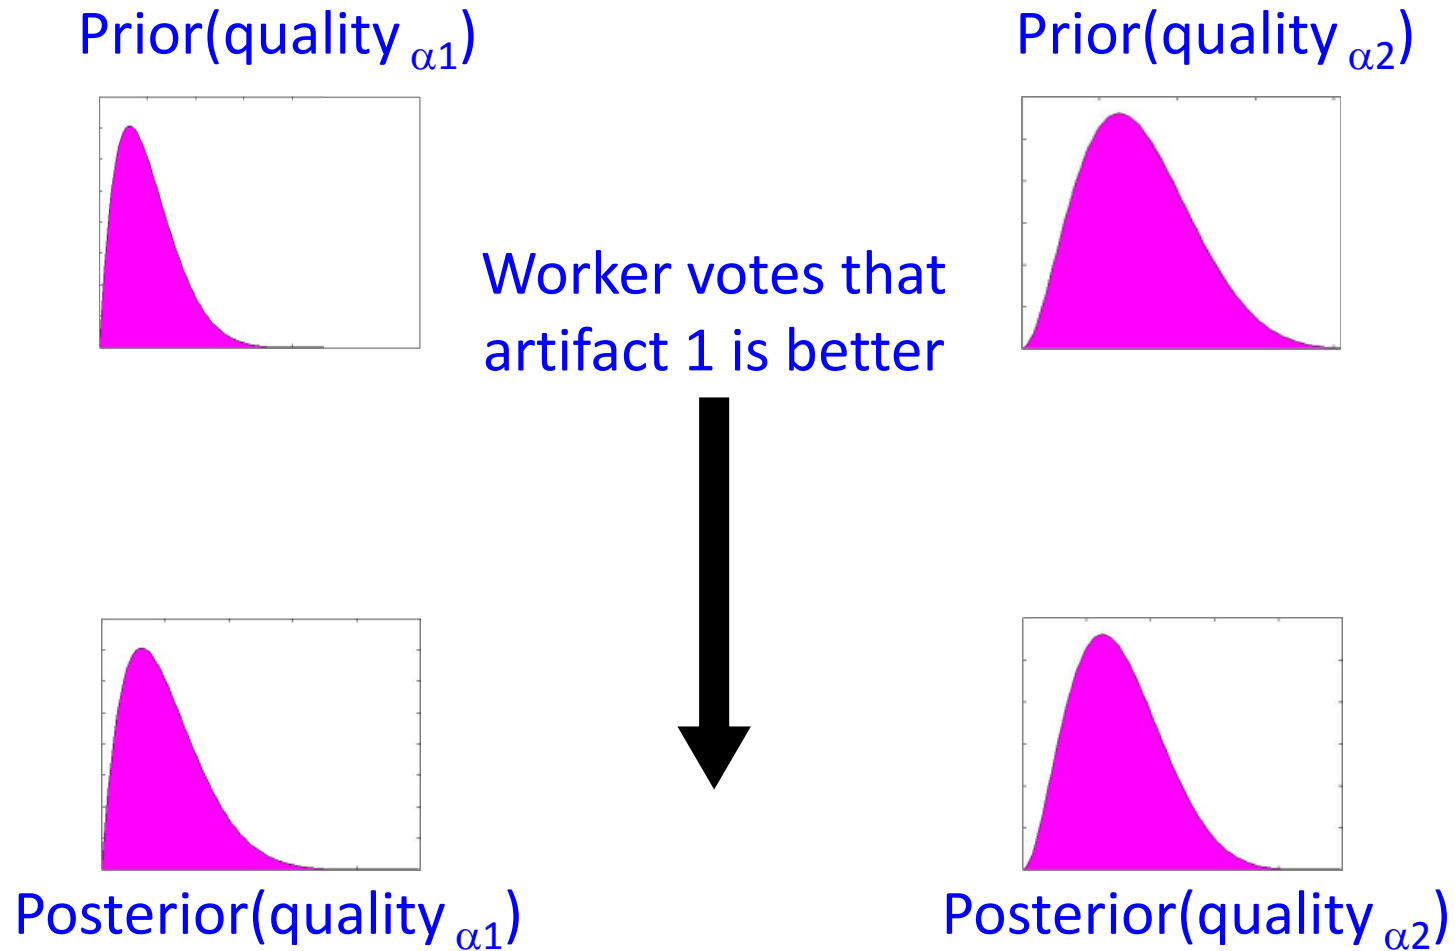 Prior(quality α1)
Prior(quality α2)
Worker votes that
artifact 1 is better
Posterior(quality α1)
Posterior(quality α2)